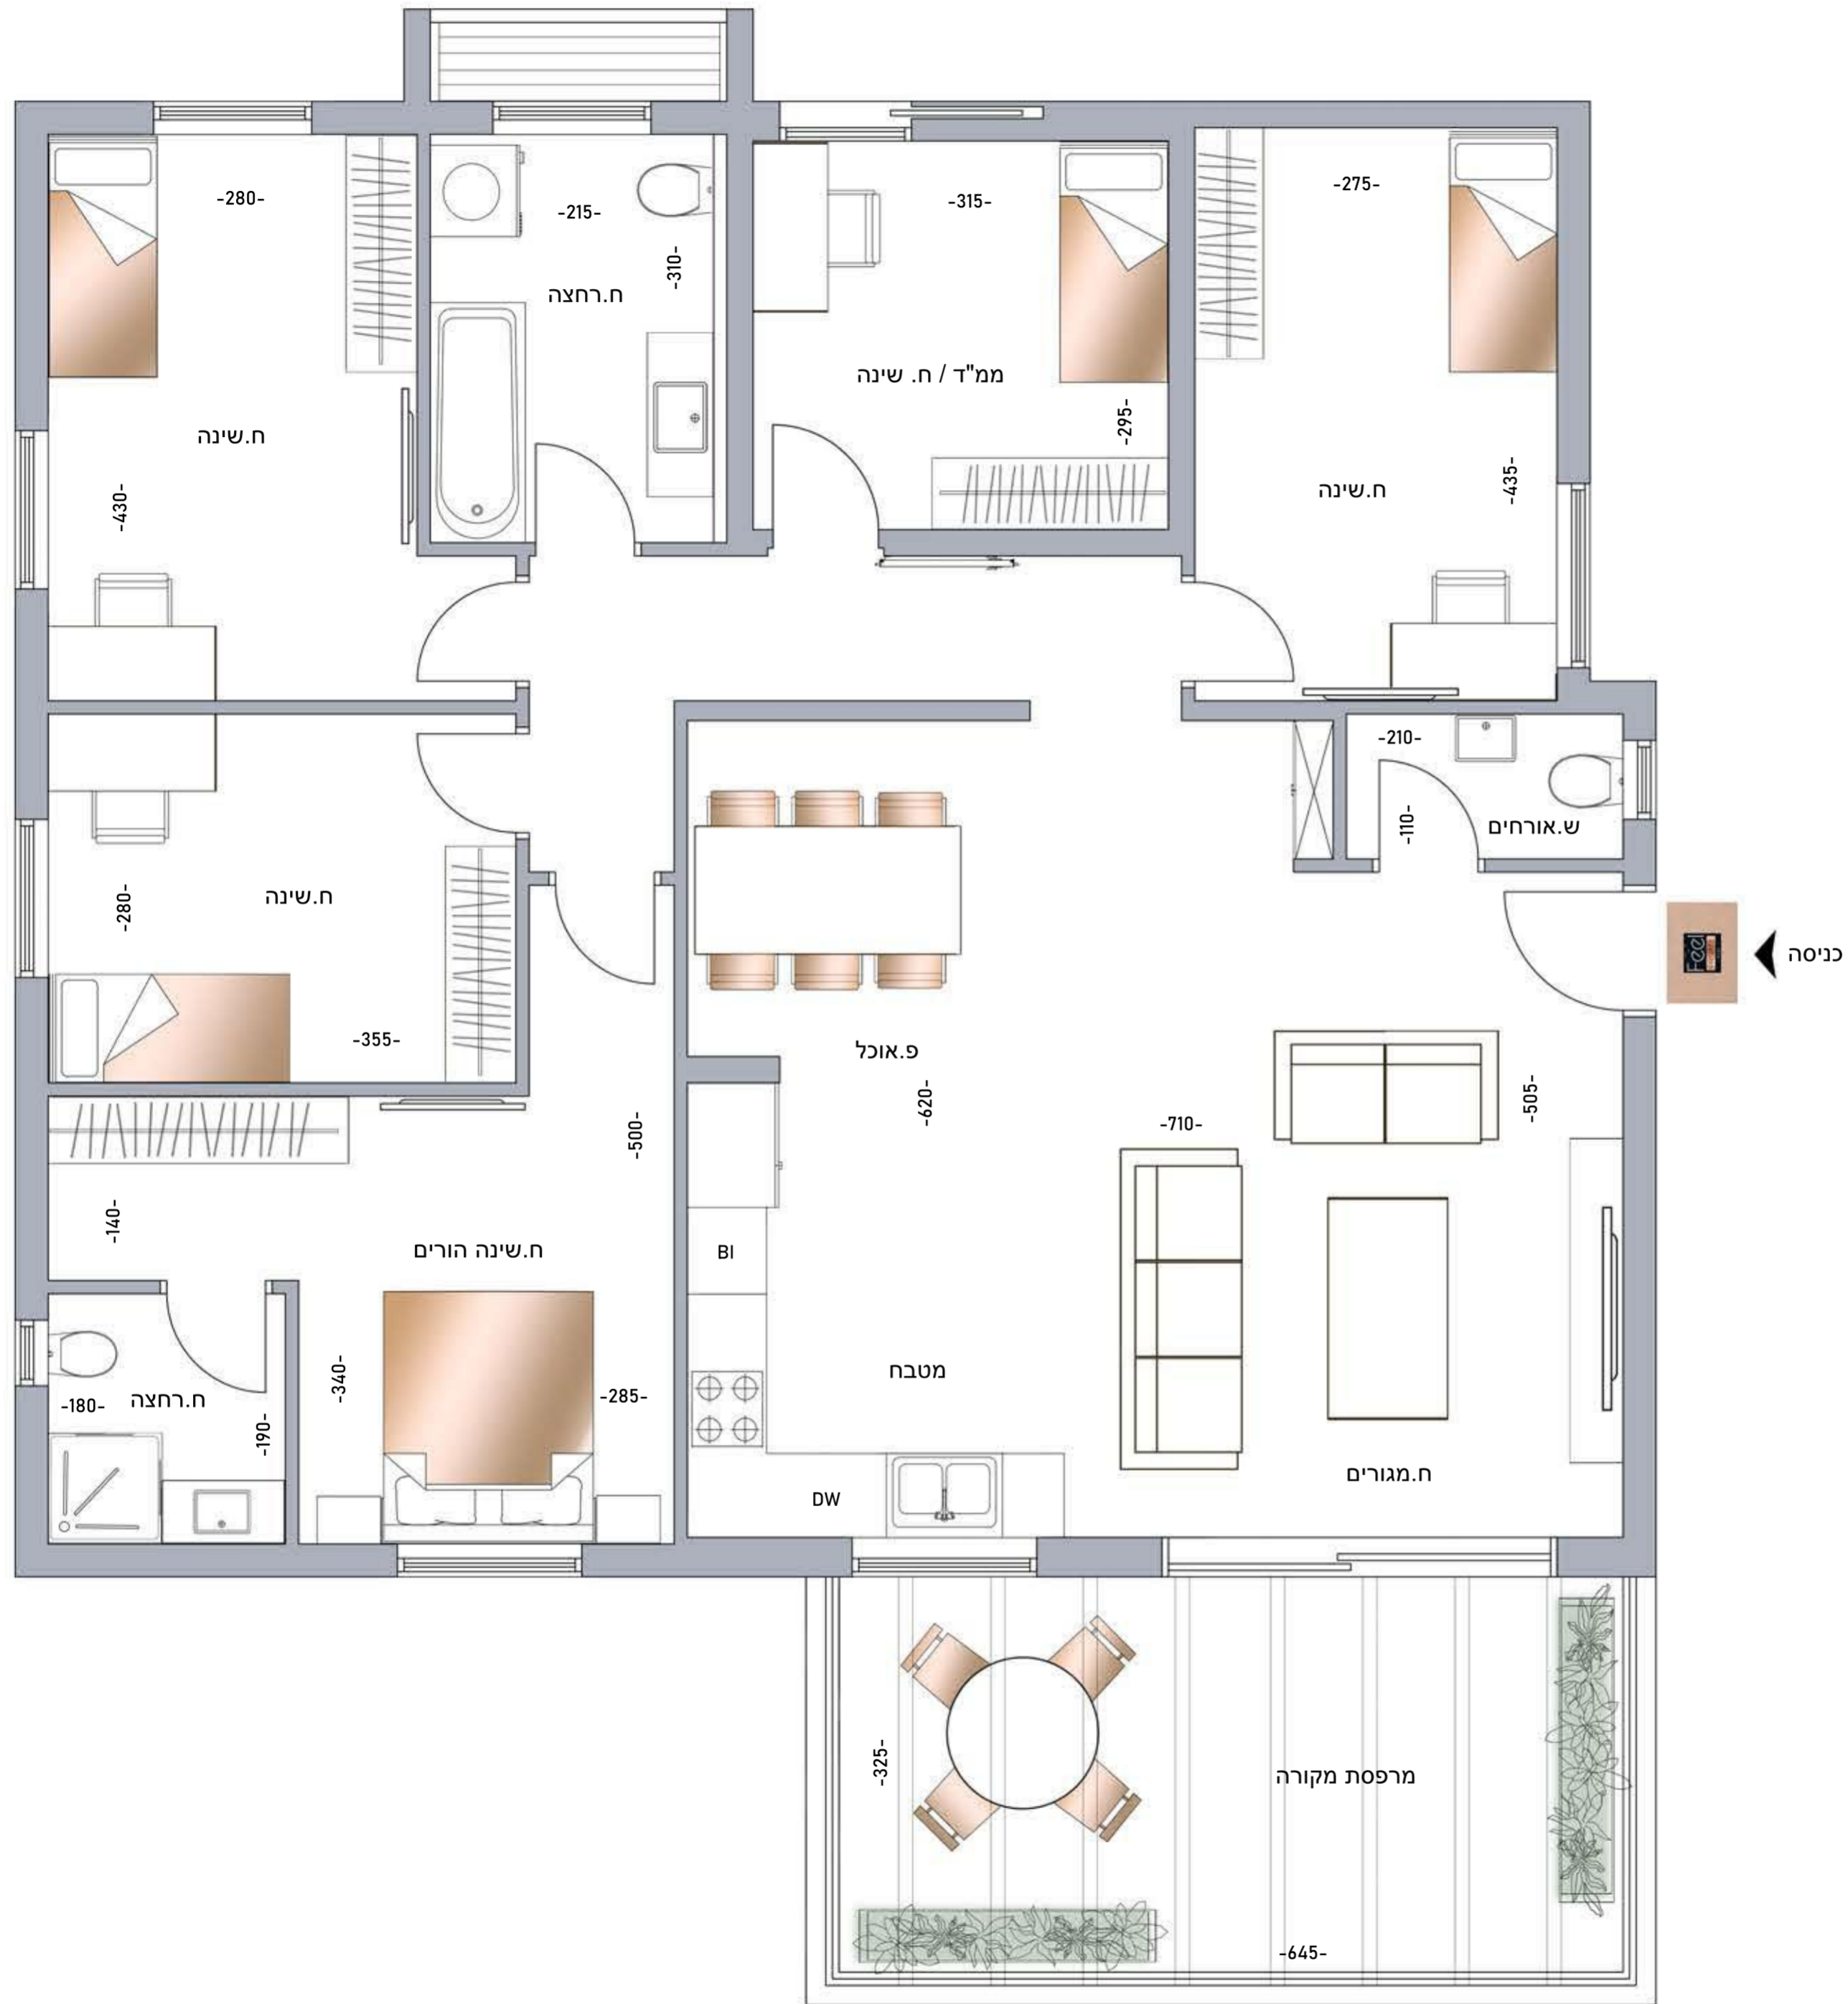 -280-
-215-
-310-
ח.רחצה
-315-
-275-
ממ"ד / ח. שינה
-295-
ח.שינה
-430-
ח.שינה
-435-
-210-
-110-
ש.אורחים
ח.שינה
-280-
-355-
כניסה
Feel
פ.אוכל
-620-
-710-
-505-
-500-
-140-
ח.שינה הורים
BI
-340-
-285-
ח.רחצה
-180-
-190-
מטבח
ח.מגורים
DW
-325-
מרפסת מקורה
-645-